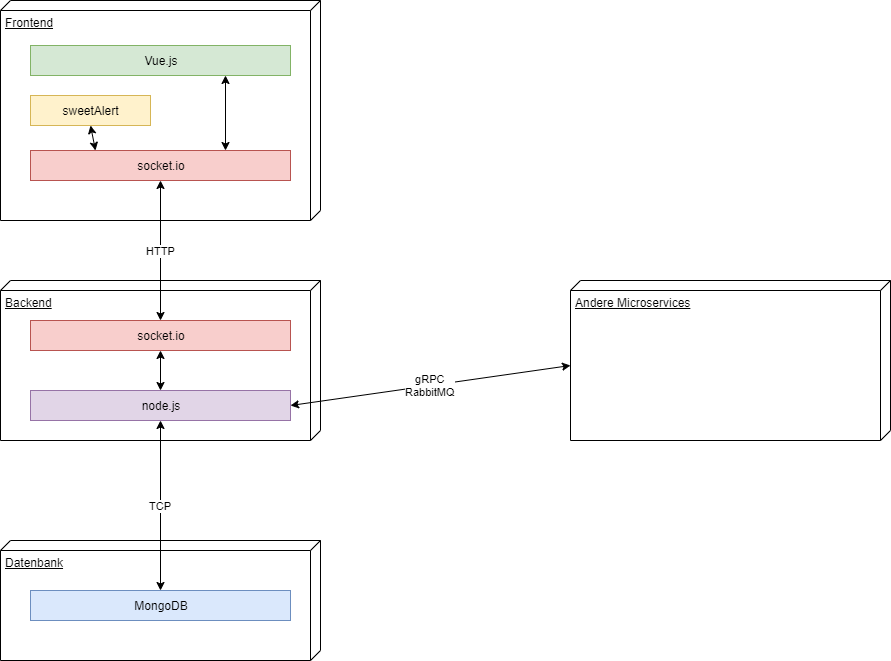 Frontend
Vue.js
sweetAlert
socket.io
HTTP
Backend
socket.io
node.js
gRPC
RabbitMQ
Andere Microservices
TCP
Datenbank
MongoDB